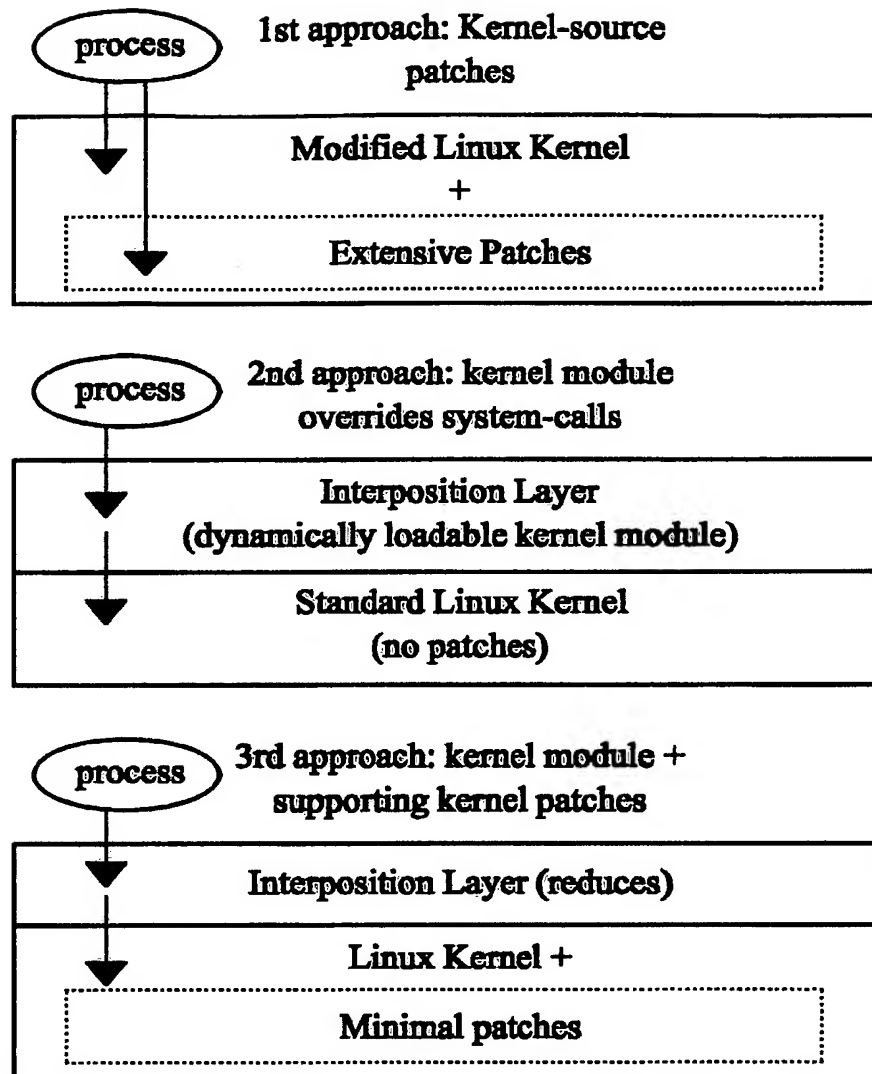 process
1st approach: Kernel-source
patches
Modified Linux Kernel
+
Extensive Patches
process
2nd approach: kernel module
overrides system-calls
Interposition Layer
(dynamically loadable kernel module)
Standard Linux Kernel
(no patches)
process
3rd approach: kernel module +
supporting kernel patches
Interposition Layer (reduces)
Linux Kernel +
Minimal patches